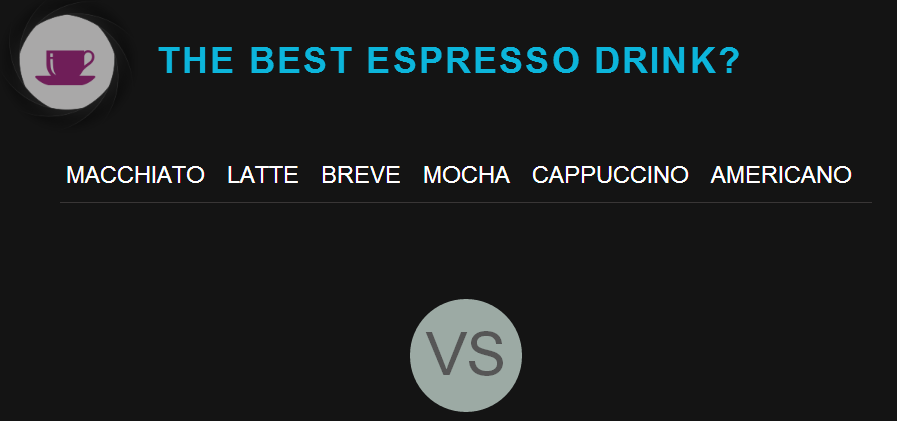 THE BEST ESPRESSO DRINK?
MACCHIATO LATTE BREVE MOCHA CAPPUCCINO AMERICANO
VS